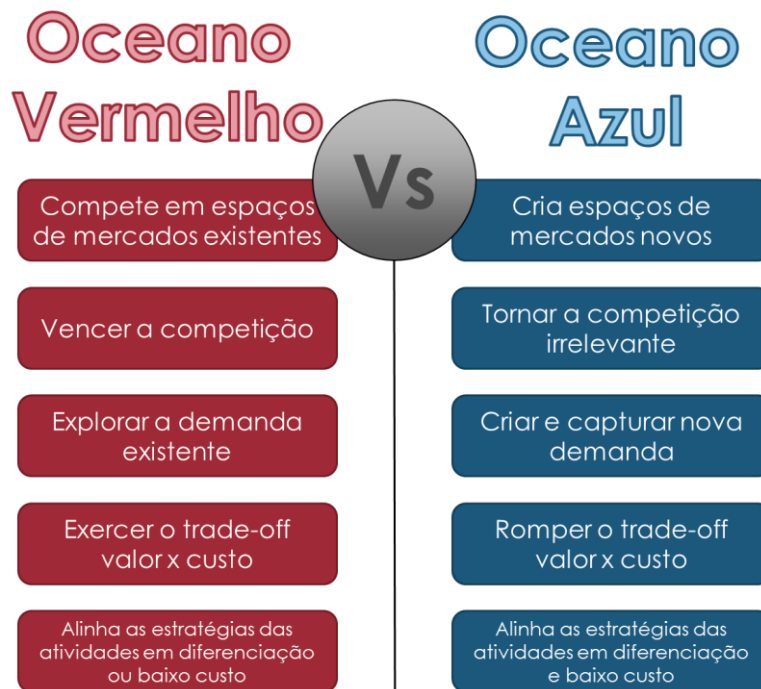 Oceano
Vermelho
Vs
Oceano
Azul
Compete em espaços
de mercados existentes
Cria espaços de
mercados novos
Vencer a competição
Tornar a competição
irrelevante
Explorar a demanda
existente
Criar e capturar nova
demanda
Exercer o trade-off
valor x custo
Romper o trade-off
valor x custo
Alinha as estratégias das
atividades em diferenciação
ou baixo custo
Alinha as estratégias das
atividades em diferenciação
e baixo custo